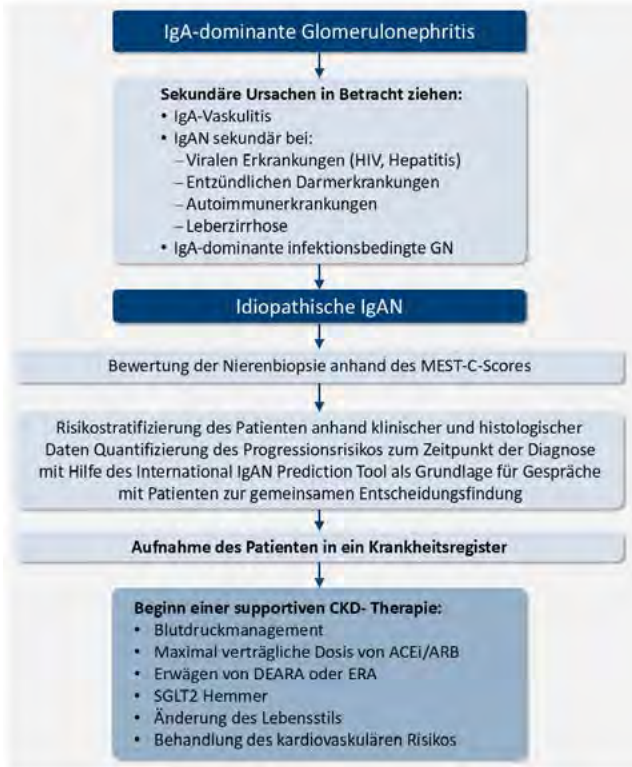 IgA-dominante Glomerulonephritis
Sekundäre Ursachen in Betracht ziehen:
• IgA-Vaskulitis
• IgAN sekundär bei:
– Viralen Erkrankungen (HIV, Hepatitis)
– Entzündlichen Darmerkrankungen
– Autoimmunerkrankungen
– Leberzirrhose
• IgA-dominante infektionsbedingte GN
Idiopathische IgAN
Bewertung der Nierenbiopsie anhand des MEST-C-Scores
Risikostratifizierung des Patienten anhand klinischer und histologischer
Daten Quantifizierung des Progressionsrisikos zum Zeitpunkt der Diagnose
mit Hilfe des International IgAN Prediction Tool als Grundlage für Gespräche
mit Patienten zur gemeinsamen Entscheidungsfindung
Aufnahme des Patienten in ein Krankheitsregister
Beginn einer supportiven CKD- Therapie:
• Blutdruckmanagement
• Maximal verträgliche Dosis von ACEi/ARB
• Erwägen von DEARA oder ERA
• SGLT2 Hemmer
• Änderung des Lebensstils
• Behandlung des kardiovaskulären Risikos